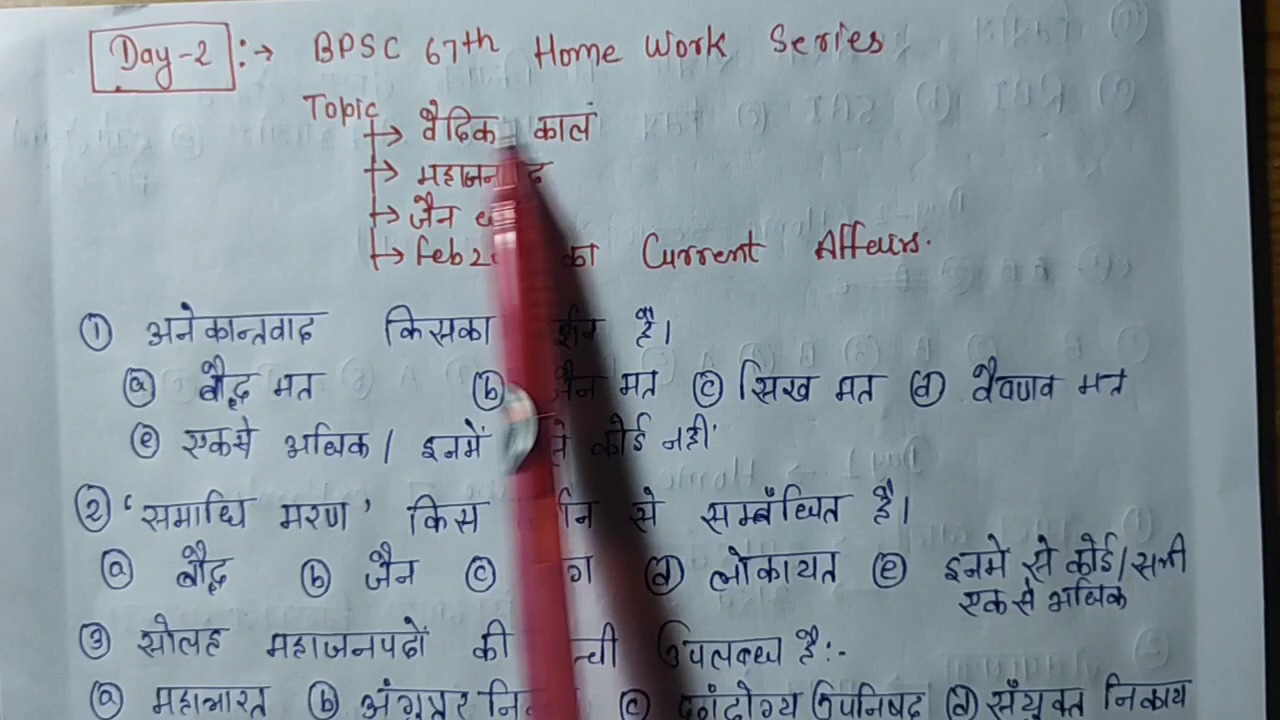 Day-2 :→ BPSC 67th Home Work Series
Topic
→ वैदिक काल
→ महाजन
→ जैन
→ Feb का Current Affeurs.
① अनेकान्तवाद किसका है।
ⓐ बौद्ध मत ⓑ जैन मत ⓒ सिख मत ⓓ वैष्णव मत
ⓔ एकसे अधिक / इनमें से कोई नहीं
② 'समाधि मरण' किस से सम्बंधित है।
ⓐ बौद्ध ⓑ जैन ⓒ ⓓ लोकायत ⓔ इनमे से कोई / सभी
एक से अधिक
③ सोलह महाजनपदों की उपलब्ध है:-
ⓐ महाभारत ⓑ अंगुत्तर ⓒ छांदोग्य उपनिषद ⓓ संयुक्त निकाय